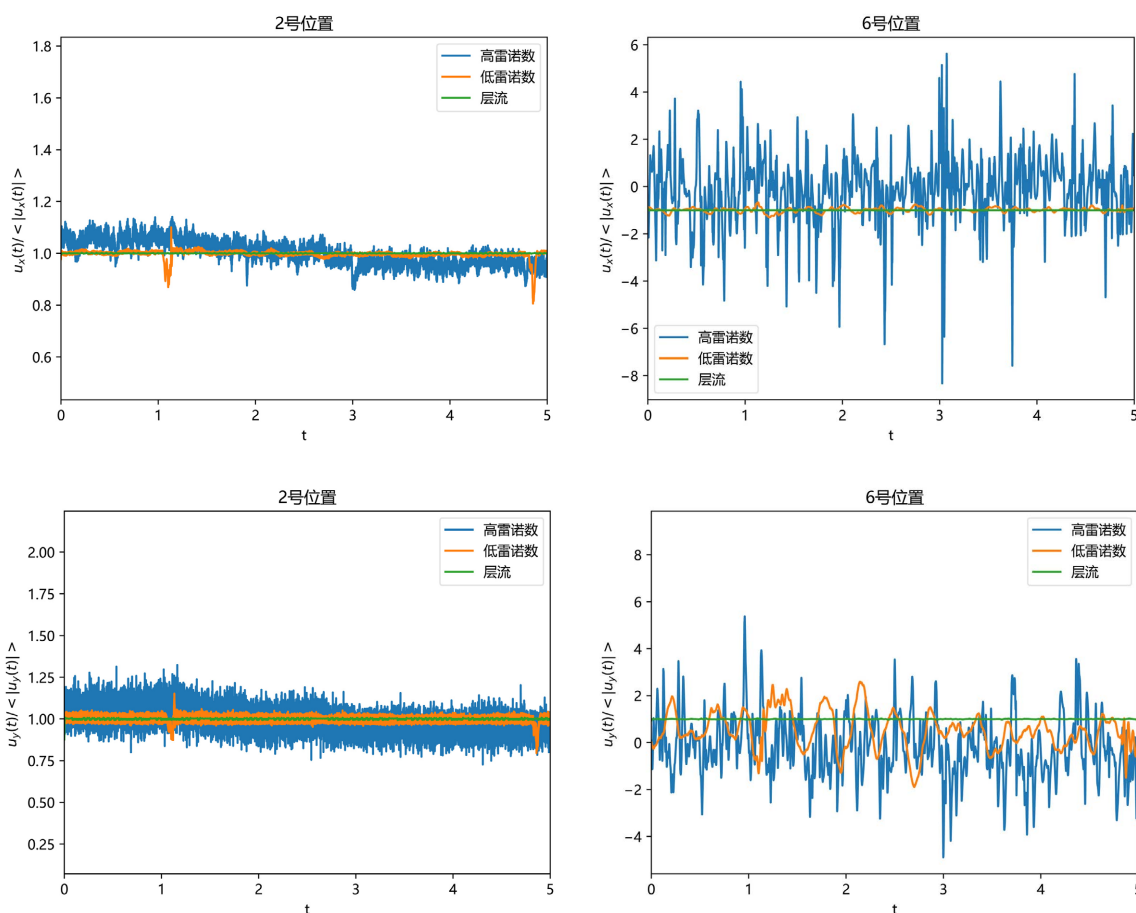 2号位置
高雷诺数
低雷诺数
层流
1.8
1.6
1.4
1.2
1.0
0.8
0.6
u_x(t)/ < |u_x(t)| >
0 1 2 3 4 5
t
6号位置
6
4
2
0
−2
−4
−6
−8
u_x(t)/ < |u_x(t)| >
高雷诺数
低雷诺数
层流
0 1 2 3 4 5
t
2号位置
高雷诺数
低雷诺数
层流
2.00
1.75
1.50
1.25
1.00
0.75
0.50
0.25
u_y(t)/ < |u_y(t)| >
0 1 2 3 4 5
t
6号位置
高雷诺数
低雷诺数
层流
8
6
4
2
0
−2
−4
u_y(t)/ < |u_y(t)| >
0 1 2 3 4 5
t